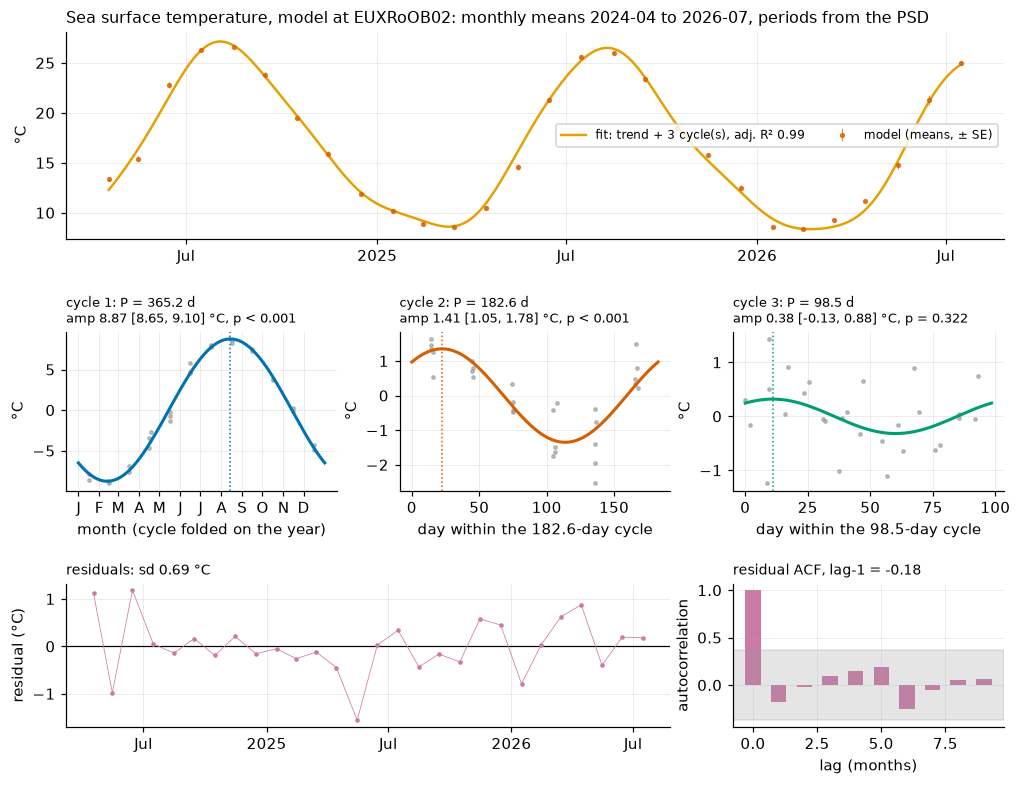 Sea surface temperature, model at EUXRoOB02: monthly means 2024-04 to 2026-07, periods from the PSD
°C
25
20
15
10
fit: trend + 3 cycle(s), adj. R² 0.99
model (means, ± SE)
Jul
2025
Jul
2026
Jul
cycle 1: P = 365.2 d
amp 8.87 [8.65, 9.10] °C, p < 0.001
°C
5
0
−5
J F M A M J J A S O N D
month (cycle folded on the year)
cycle 2: P = 182.6 d
amp 1.41 [1.05, 1.78] °C, p < 0.001
°C
1
0
−1
−2
0 50 100 150
day within the 182.6-day cycle
cycle 3: P = 98.5 d
amp 0.38 [-0.13, 0.88] °C, p = 0.322
°C
1
0
−1
0 25 50 75 100
day within the 98.5-day cycle
residuals: sd 0.69 °C
residual (°C)
1
0
−1
Jul 2025 Jul 2026 Jul
residual ACF, lag-1 = -0.18
autocorrelation
1.0
0.5
0.0
0.0 2.5 5.0 7.5
lag (months)